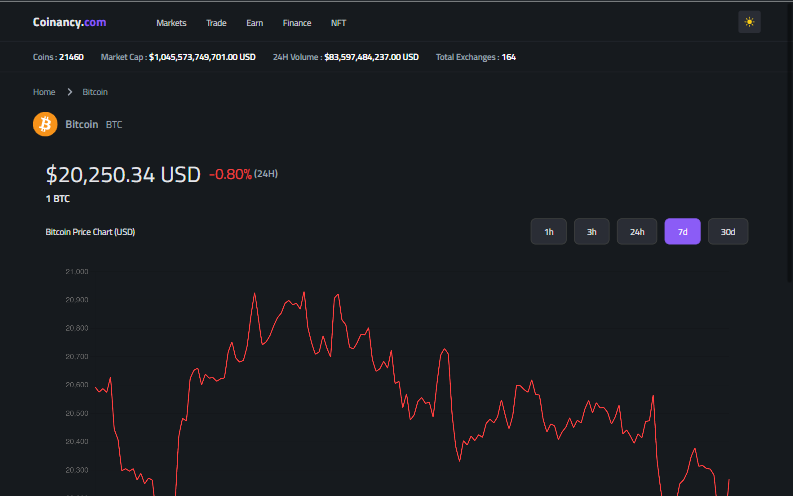 Coinancy.com Markets Trade Earn Finance NFT
Coins : 21460 Market Cap : $1,045,573,749,701.00 USD 24H Volume : $83,597,484,237.00 USD Total Exchanges : 164
Home > Bitcoin
Bitcoin BTC
$20,250.34 USD -0.80% (24H)
1 BTC
Bitcoin Price Chart (USD) 1h 3h 24h 7d 30d
21,000
20,900
20,800
20,700
20,600
20,500
20,400
20,300